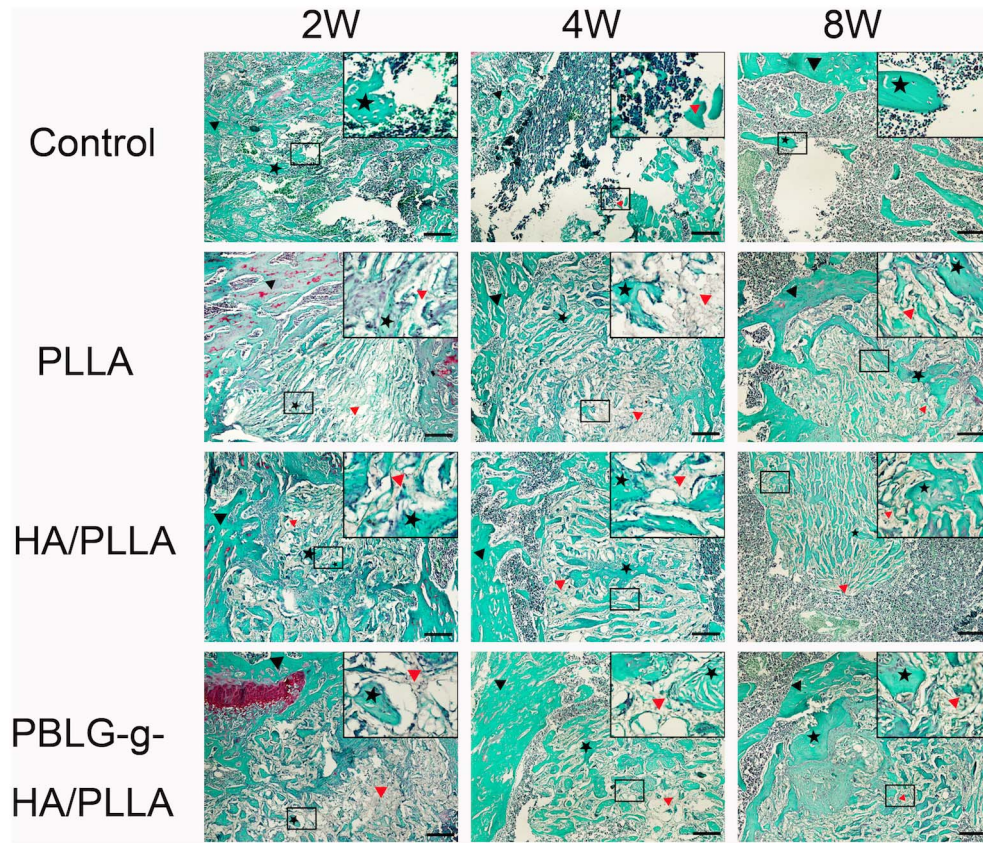 2W 4W 8W
Control
PLLA
HA/PLLA
PBLG-g-
HA/PLLA